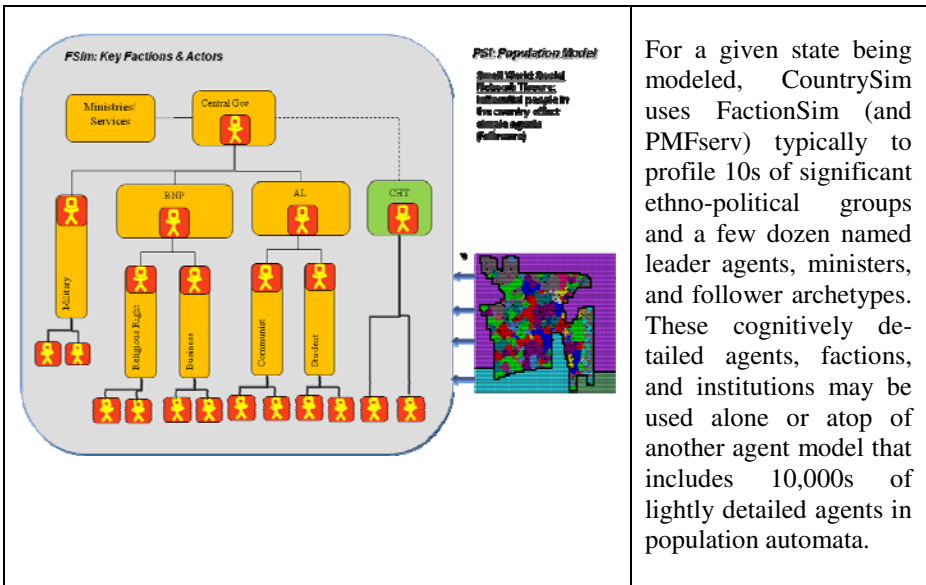 FSim: Key Factions & Actors
PSI: Population Model
Small World Social
Network Theory:
Influential people in
the country effect
simple agents
(Followers)
Ministries/
Services
Central Gov
BNP
AL
CHT
Military
Religious Right
Business
Communist
Student
For a given state being
modeled, CountrySim
uses FactionSim (and
PMFserv) typically to
profile 10s of significant
ethno-political groups
and a few dozen named
leader agents, ministers,
and follower archetypes.
These cognitively de-
tailed agents, factions,
and institutions may be
used alone or atop of
another agent model that
includes 10,000s of
lightly detailed agents in
population automata.